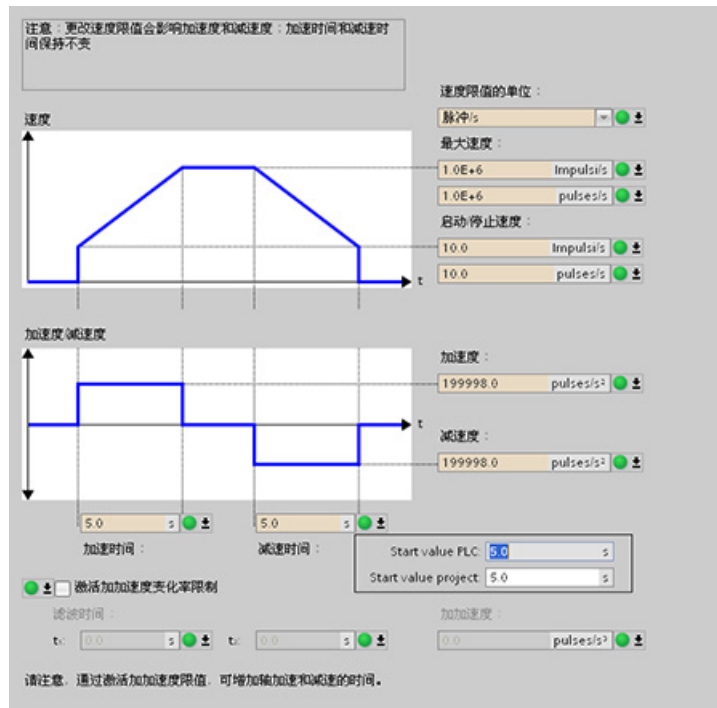 注意：更改速度限值会影响加速度和减速度；加速时间和减速时
间保持不变
速度限值的单位：
速度
脉冲/s
最大速度：
1.0E+6 Impulsi/s
1.0E+6 pulses/s
启动/停止速度：
10.0 Impulsi/s
10.0 pulses/s
t
加速度/减速度
加速度：
199998.0 pulses/s²
t
减速度：
199998.0 pulses/s²
5.0 s 5.0 s
加速时间： 减速时间：
Start value PLC: 5.0 s
Start value project: 5.0 s
激活加加速度变化率限制
滤波时间： 加加速度：
0.0 s 0.0 s 0.0 pulses/s³
请注意，通过激活加加速度限值，可增加轴加速和减速的时间。